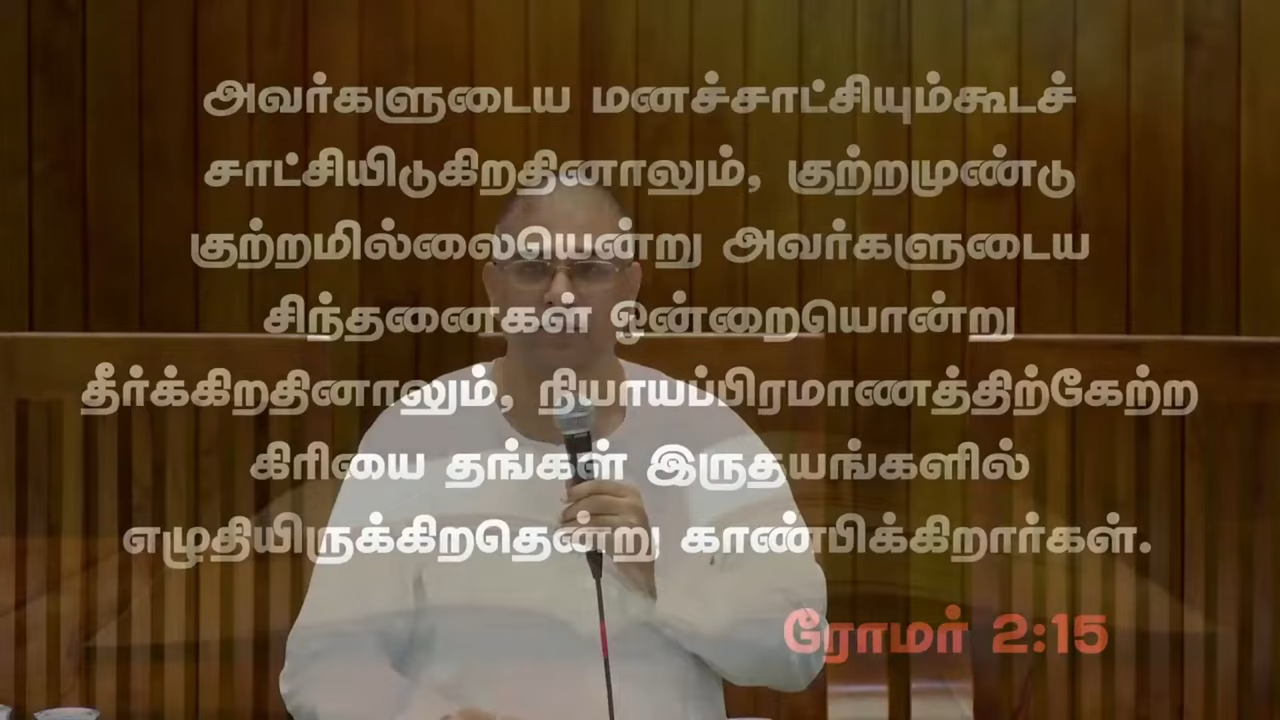 அவர்களுடைய மனச்சாட்சியும்கூடச்
சாட்சியிடுகிறதினாலும், குற்றமுண்டு
குற்றமில்லையென்று அவர்களுடைய
சிந்தனைகள் ஒன்றையொன்று
தீர்க்கிறதினாலும், நியாயப்பிரமாணத்திற்கேற்ற
கிரியை தங்கள் இருதயங்களில்
எழுதியிருக்கிறதென்று காண்பிக்கிறார்கள்.
ரோமர் 2:15